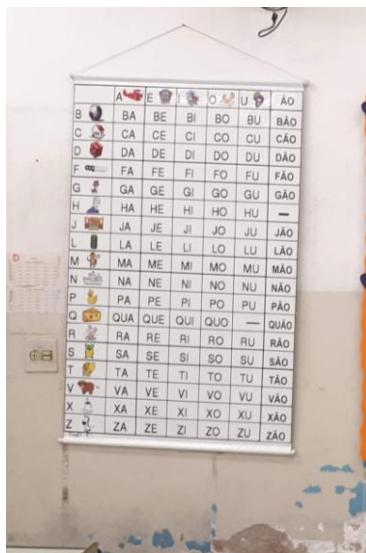 A E I O U ÃO
B BA BE BI BO BU BÃO
C CA CE CI CO CU CÃO
D DA DE DI DO DU DÃO
F FA FE FI FO FU FÃO
G GA GE GI GO GU GÃO
H HA HE HI HO HU —
J JA JE JI JO JU JÃO
L LA LE LI LO LU LÃO
M MA ME MI MO MU MÃO
N NA NE NI NO NU NÃO
P PA PE PI PO PU PÃO
Q QUA QUE QUI QUO — QUÃO
R RA RE RI RO RU RÃO
S SA SE SI SO SU SÃO
T TA TE TI TO TU TÃO
V VA VE VI VO VU VÃO
X XA XE XI XO XU XÃO
Z ZA ZE ZI ZO ZU ZÃO